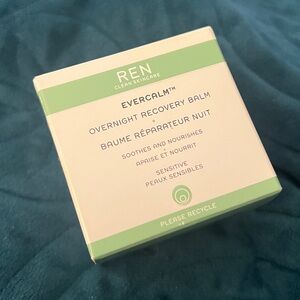 REN
CLEAN SKINCARE
EVERCALM™
OVERNIGHT RECOVERY BALM
BAUME RÉPARATEUR NUIT
SOOTHES AND NOURISHES
APAISE ET NOURRIT
SENSITIVE
PEAUX SENSIBLES
PLEASE RECYCLE